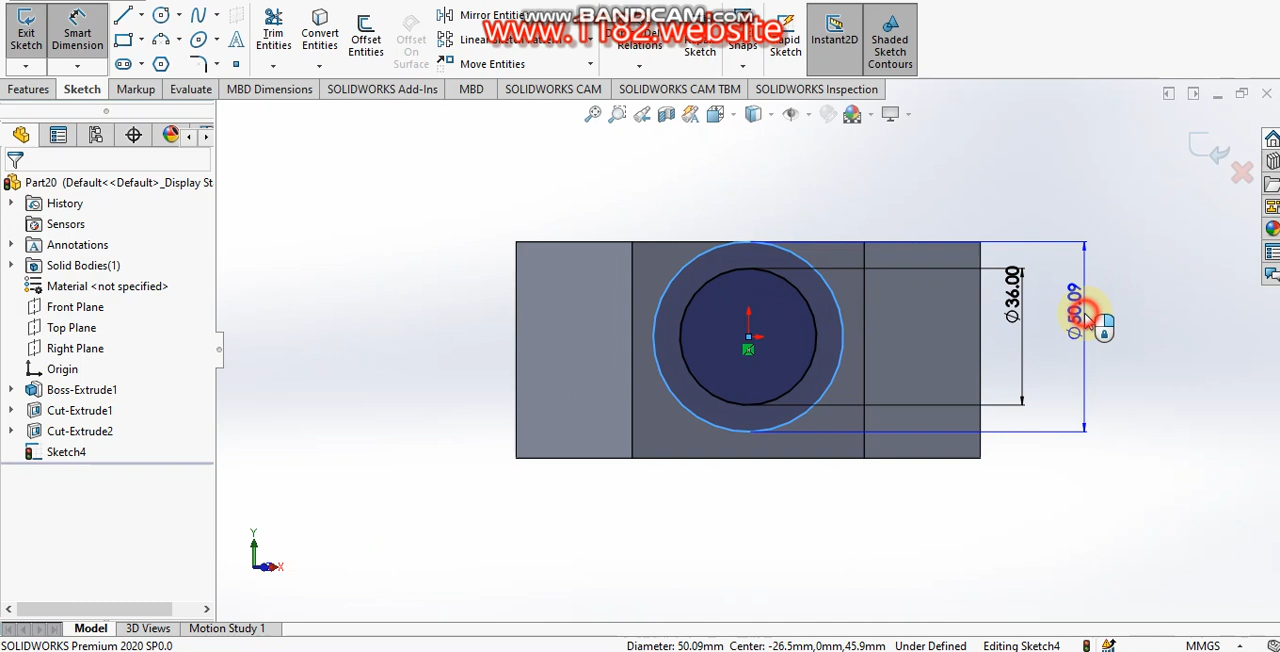 Exit Sketch
Smart Dimension
Trim Entities
Convert Entities
Offset Entities
Offset On Surface
Mirror Entities
Move Entities
www.BANDICAM.com
www.1182.website
Relations
Sketch
Snaps
Rapid Sketch
Instant2D
Shaded Sketch Contours
Features
Sketch
Markup
Evaluate
MBD Dimensions
SOLIDWORKS Add-Ins
MBD
SOLIDWORKS CAM
SOLIDWORKS CAM TBM
SOLIDWORKS Inspection
Part20 (Default<<Default>_Display St
History
Sensors
Annotations
Solid Bodies(1)
Material <not specified>
Front Plane
Top Plane
Right Plane
Origin
Boss-Extrude1
Cut-Extrude1
Cut-Extrude2
Sketch4
Ø36.00
Ø50.09
Y
X
Model
3D Views
Motion Study 1
SOLIDWORKS Premium 2020 SP0.0
Diameter: 50.09mm Center: -26.5mm,0mm,45.9mm Under Defined Editing Sketch4 MMGS